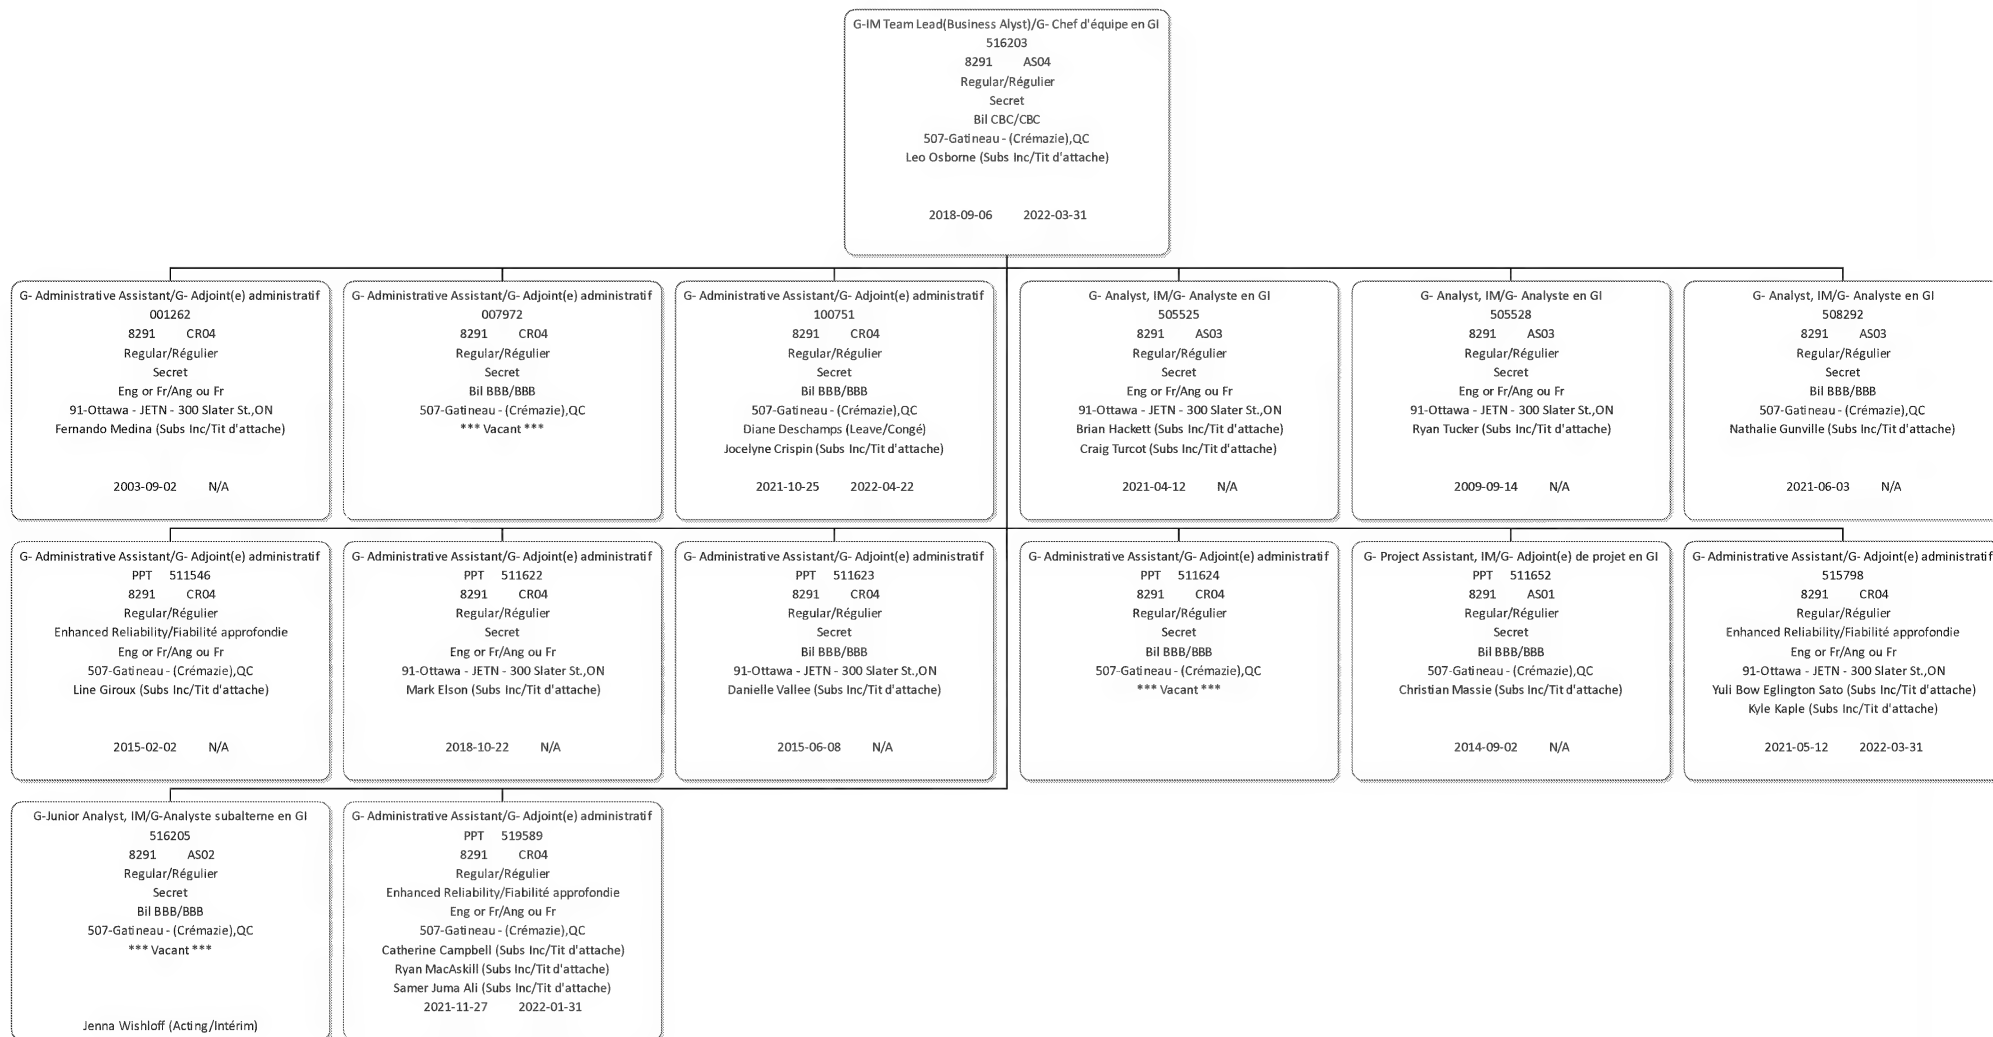 G-IM Team Lead(Business Alyst)/G- Chef d'équipe en GI
516203
8291 AS04
Regular/Régulier
Secret
Bil CBC/CBC
507-Gatineau - (Crémazie),QC
Leo Osborne (Subs Inc/Tit d'attache)
2018-09-06 2022-03-31
G- Administrative Assistant/G- Adjoint(e) administratif
001262
8291 CR04
Regular/Régulier
Secret
Eng or Fr/Ang ou Fr
91-Ottawa - JETN - 300 Slater St.,ON
Fernando Medina (Subs Inc/Tit d'attache)
2003-09-02 N/A
G- Administrative Assistant/G- Adjoint(e) administratif
007972
8291 CR04
Regular/Régulier
Secret
Bil BBB/BBB
507-Gatineau - (Crémazie),QC
*** Vacant ***
G- Administrative Assistant/G- Adjoint(e) administratif
100751
8291 CR04
Regular/Régulier
Secret
Bil BBB/BBB
507-Gatineau - (Crémazie),QC
Diane Deschamps (Leave/Congé)
Jocelyne Crispin (Subs Inc/Tit d'attache)
2021-10-25 2022-04-22
G- Analyst, IM/G- Analyste en GI
505525
8291 AS03
Regular/Régulier
Secret
Eng or Fr/Ang ou Fr
91-Ottawa - JETN - 300 Slater St.,ON
Brian Hackett (Subs Inc/Tit d'attache)
Craig Turcot (Subs Inc/Tit d'attache)
2021-04-12 N/A
G- Analyst, IM/G- Analyste en GI
505528
8291 AS03
Regular/Régulier
Secret
Eng or Fr/Ang ou Fr
91-Ottawa - JETN - 300 Slater St.,ON
Ryan Tucker (Subs Inc/Tit d'attache)
2009-09-14 N/A
G- Analyst, IM/G- Analyste en GI
508292
8291 AS03
Regular/Régulier
Secret
Bil BBB/BBB
507-Gatineau - (Crémazie),QC
Nathalie Gunville (Subs Inc/Tit d'attache)
2021-06-03 N/A
G- Administrative Assistant/G- Adjoint(e) administratif
PPT 511546
8291 CR04
Regular/Régulier
Enhanced Reliability/Fiabilité approfondie
Eng or Fr/Ang ou Fr
507-Gatineau - (Crémazie),QC
Line Giroux (Subs Inc/Tit d'attache)
2015-02-02 N/A
G- Administrative Assistant/G- Adjoint(e) administratif
PPT 511622
8291 CR04
Regular/Régulier
Secret
Eng or Fr/Ang ou Fr
91-Ottawa - JETN - 300 Slater St.,ON
Mark Elson (Subs Inc/Tit d'attache)
2018-10-22 N/A
G- Administrative Assistant/G- Adjoint(e) administratif
PPT 511623
8291 CR04
Regular/Régulier
Secret
Bil BBB/BBB
91-Ottawa - JETN - 300 Slater St.,ON
Danielle Vallee (Subs Inc/Tit d'attache)
2015-06-08 N/A
G- Administrative Assistant/G- Adjoint(e) administratif
PPT 511624
8291 CR04
Regular/Régulier
Secret
Bil BBB/BBB
507-Gatineau - (Crémazie),QC
*** Vacant ***
G- Project Assistant, IM/G- Adjoint(e) de projet en GI
PPT 511652
8291 AS01
Regular/Régulier
Secret
Bil BBB/BBB
507-Gatineau - (Crémazie),QC
Christian Massie (Subs Inc/Tit d'attache)
2014-09-02 N/A
G- Administrative Assistant/G- Adjoint(e) administratif
515798
8291 CR04
Regular/Régulier
Enhanced Reliability/Fiabilité approfondie
Eng or Fr/Ang ou Fr
91-Ottawa - JETN - 300 Slater St.,ON
Yuli Bow Eglington Sato (Subs Inc/Tit d'attache)
Kyle Kaple (Subs Inc/Tit d'attache)
2021-05-12 2022-03-31
G-Junior Analyst, IM/G-Analyste subalterne en GI
516205
8291 AS02
Regular/Régulier
Secret
Bil BBB/BBB
507-Gatineau - (Crémazie),QC
*** Vacant ***
Jenna Wishloff (Acting/Intérim)
G- Administrative Assistant/G- Adjoint(e) administratif
PPT 519589
8291 CR04
Regular/Régulier
Enhanced Reliability/Fiabilité approfondie
Eng or Fr/Ang ou Fr
507-Gatineau - (Crémazie),QC
Catherine Campbell (Subs Inc/Tit d'attache)
Ryan MacAskill (Subs Inc/Tit d'attache)
Samer Juma Ali (Subs Inc/Tit d'attache)
2021-11-27 2022-01-31